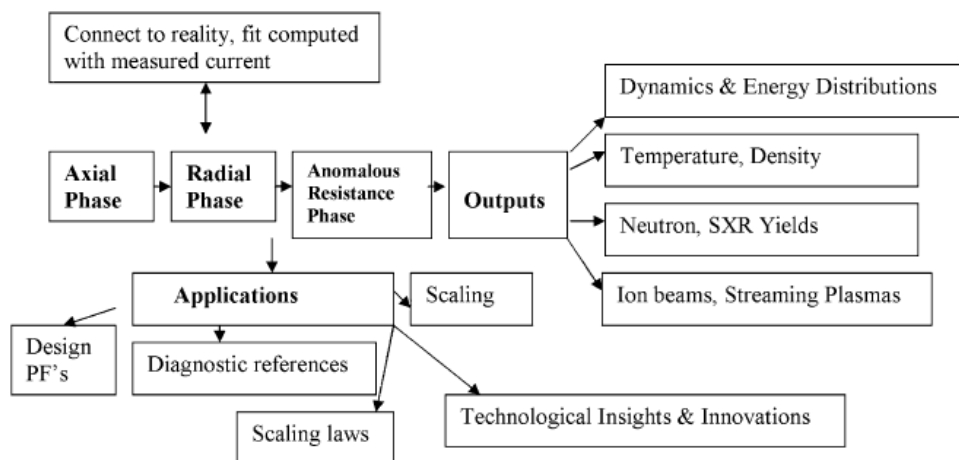 Connect to reality, fit computed
with measured current
Dynamics & Energy Distributions
Axial
Phase
Radial
Phase
Anomalous
Resistance
Phase
Outputs
Temperature, Density
Neutron, SXR Yields
Ion beams, Streaming Plasmas
Applications
Scaling
Design
PF's
Diagnostic references
Scaling laws
Technological Insights & Innovations